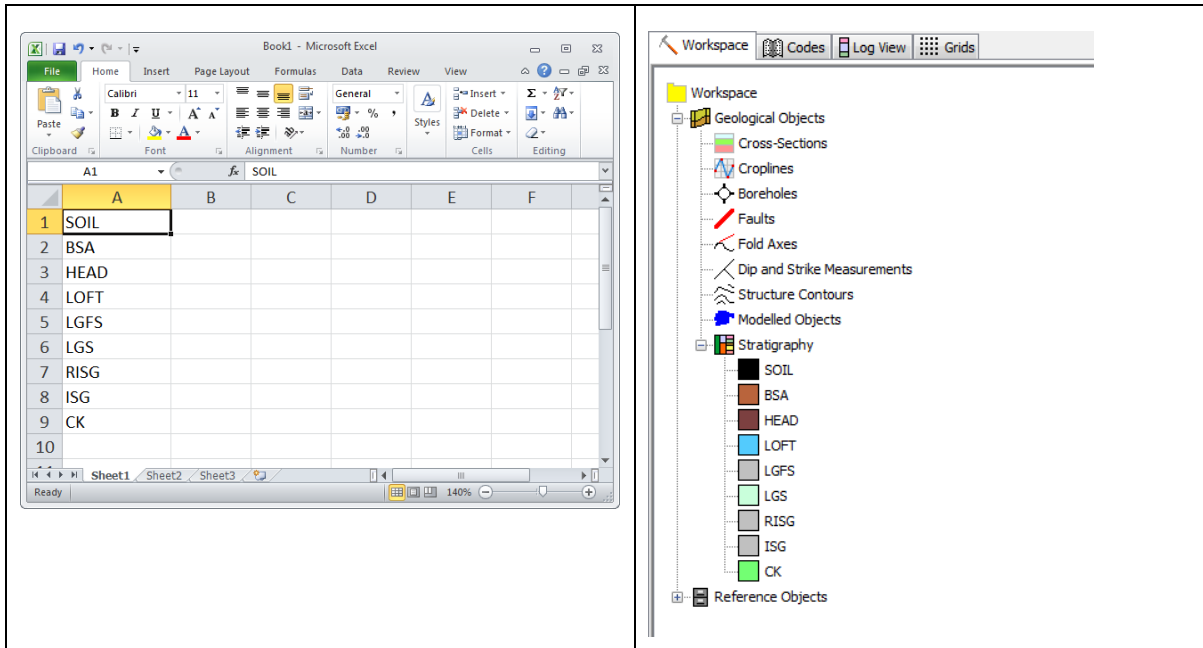 Book1 - Microsoft Excel
File Home Insert Page Layout Formulas Data Review View
Calibri 11 General Insert Σ
Paste B I U A A % , Styles Delete
A Format
Clipboard Font Alignment Number Cells Editing
A1 fx SOIL
A B C D E F
1 SOIL
2 BSA
3 HEAD
4 LOFT
5 LGFS
6 LGS
7 RISG
8 ISG
9 CK
10
Sheet1 Sheet2 Sheet3
Ready 140%
Workspace Codes Log View Grids
Workspace
Geological Objects
Cross-Sections
Croplines
Boreholes
Faults
Fold Axes
Dip and Strike Measurements
Structure Contours
Modelled Objects
Stratigraphy
SOIL
BSA
HEAD
LOFT
LGFS
LGS
RISG
ISG
CK
Reference Objects